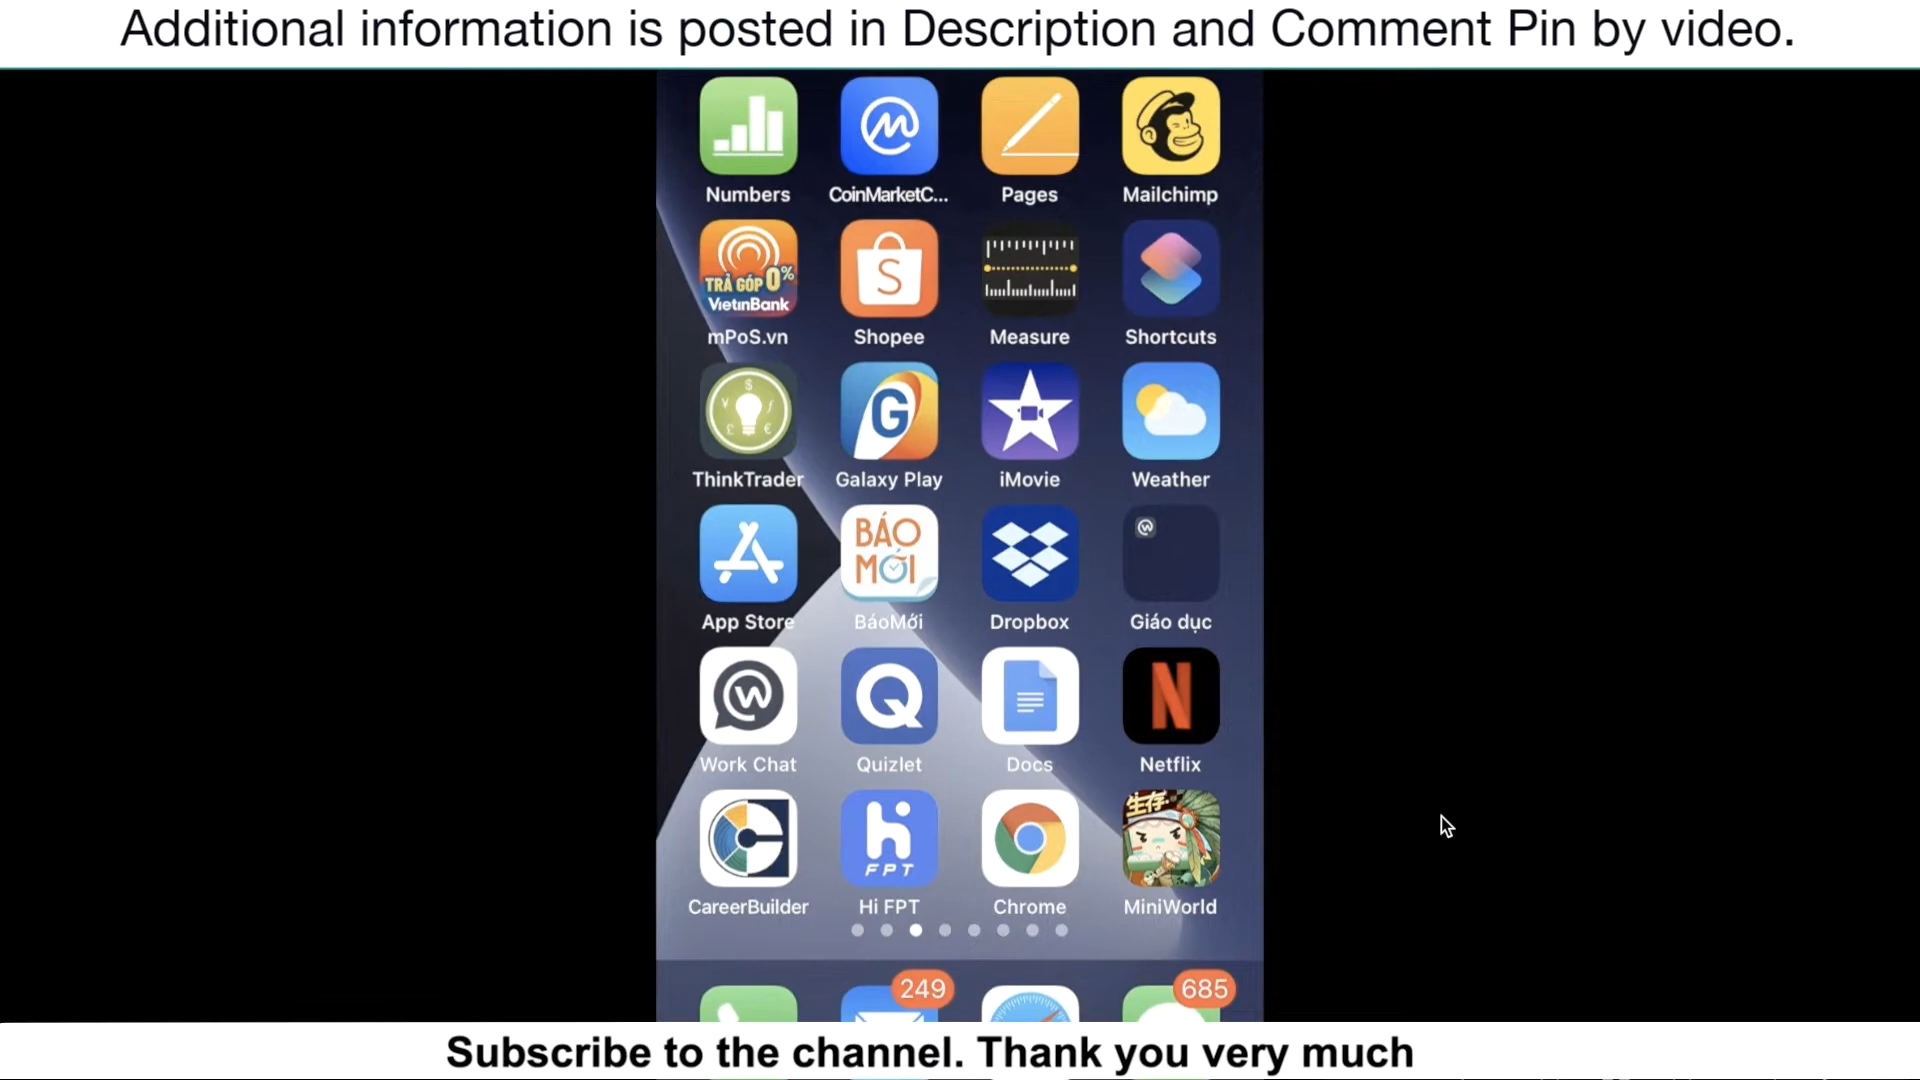 Additional information is posted in Description and Comment Pin by video.
Numbers
CoinMarketC...
Pages
Mailchimp
TRẢ GÓP 0%
VietinBank
S
mPoS.vn
Shopee
Measure
Shortcuts
G
ThinkTrader
Galaxy Play
iMovie
Weather
BÁO
MỚI
App Store
BáoMới
Dropbox
Giáo dục
Work Chat
Quizlet
Docs
Netflix
FPT
生存
CareerBuilder
Hi FPT
Chrome
MiniWorld
249
685
Subscribe to the channel. Thank you very much